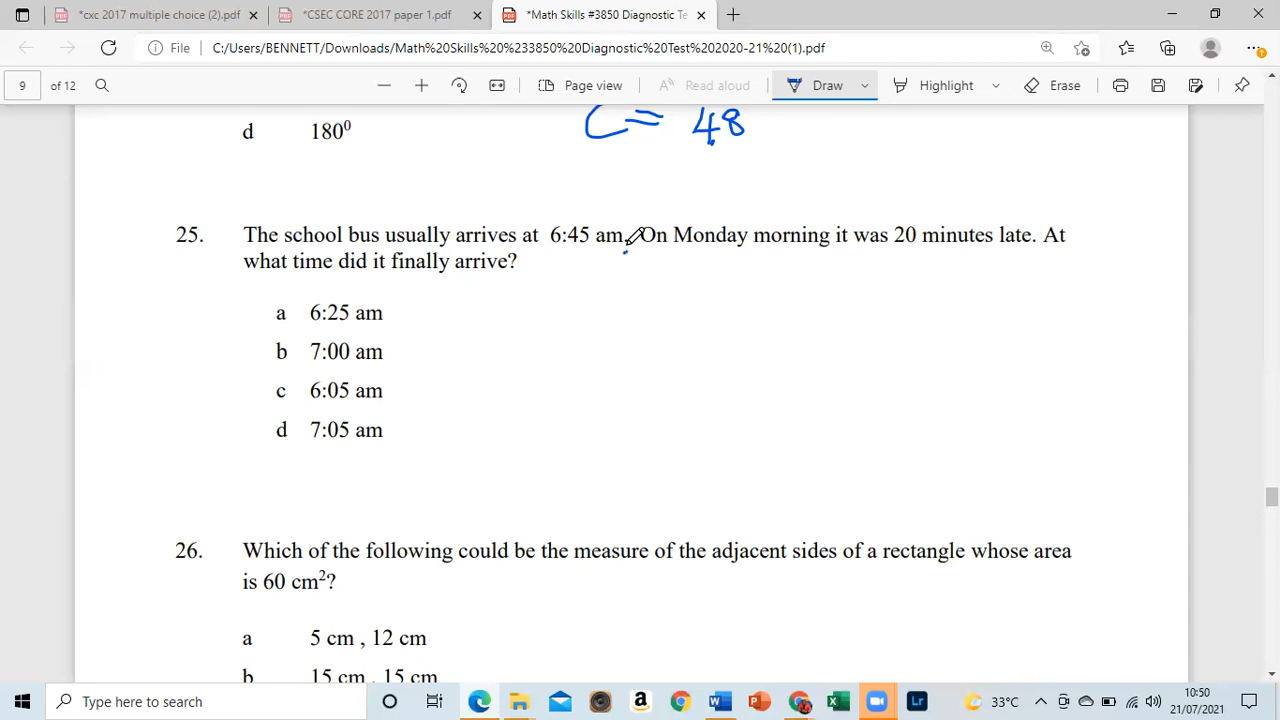 *cxc 2017 multiple choice (2).pdf
*CSEC CORE 2017 paper 1.pdf
*Math Skills #3850 Diagnostic Te
File
C:/Users/BENNETT/Downloads/Math%20Skills%20%233850%20Diagnostic%20Test%2020-21%20(1).pdf
9 of 12
Page view
Read aloud
Draw
Highlight
Erase
d 180⁰
C = 48
25. The school bus usually arrives at 6:45 am. On Monday morning it was 20 minutes late. At
what time did it finally arrive?
a 6:25 am
b 7:00 am
c 6:05 am
d 7:05 am
26. Which of the following could be the measure of the adjacent sides of a rectangle whose area
is 60 cm²?
a 5 cm , 12 cm
b 15 cm , 15 cm
Type here to search
33°C
10:50
21/07/2021